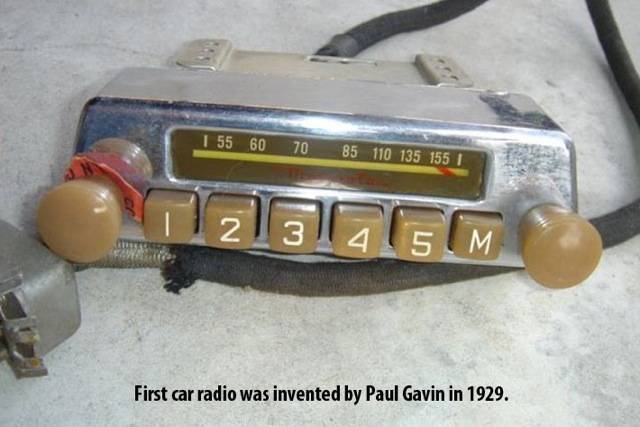 55 60 70 85 110 135 155
Motorola
1 2 3 4 5 M
First car radio was invented by Paul Gavin in 1929.